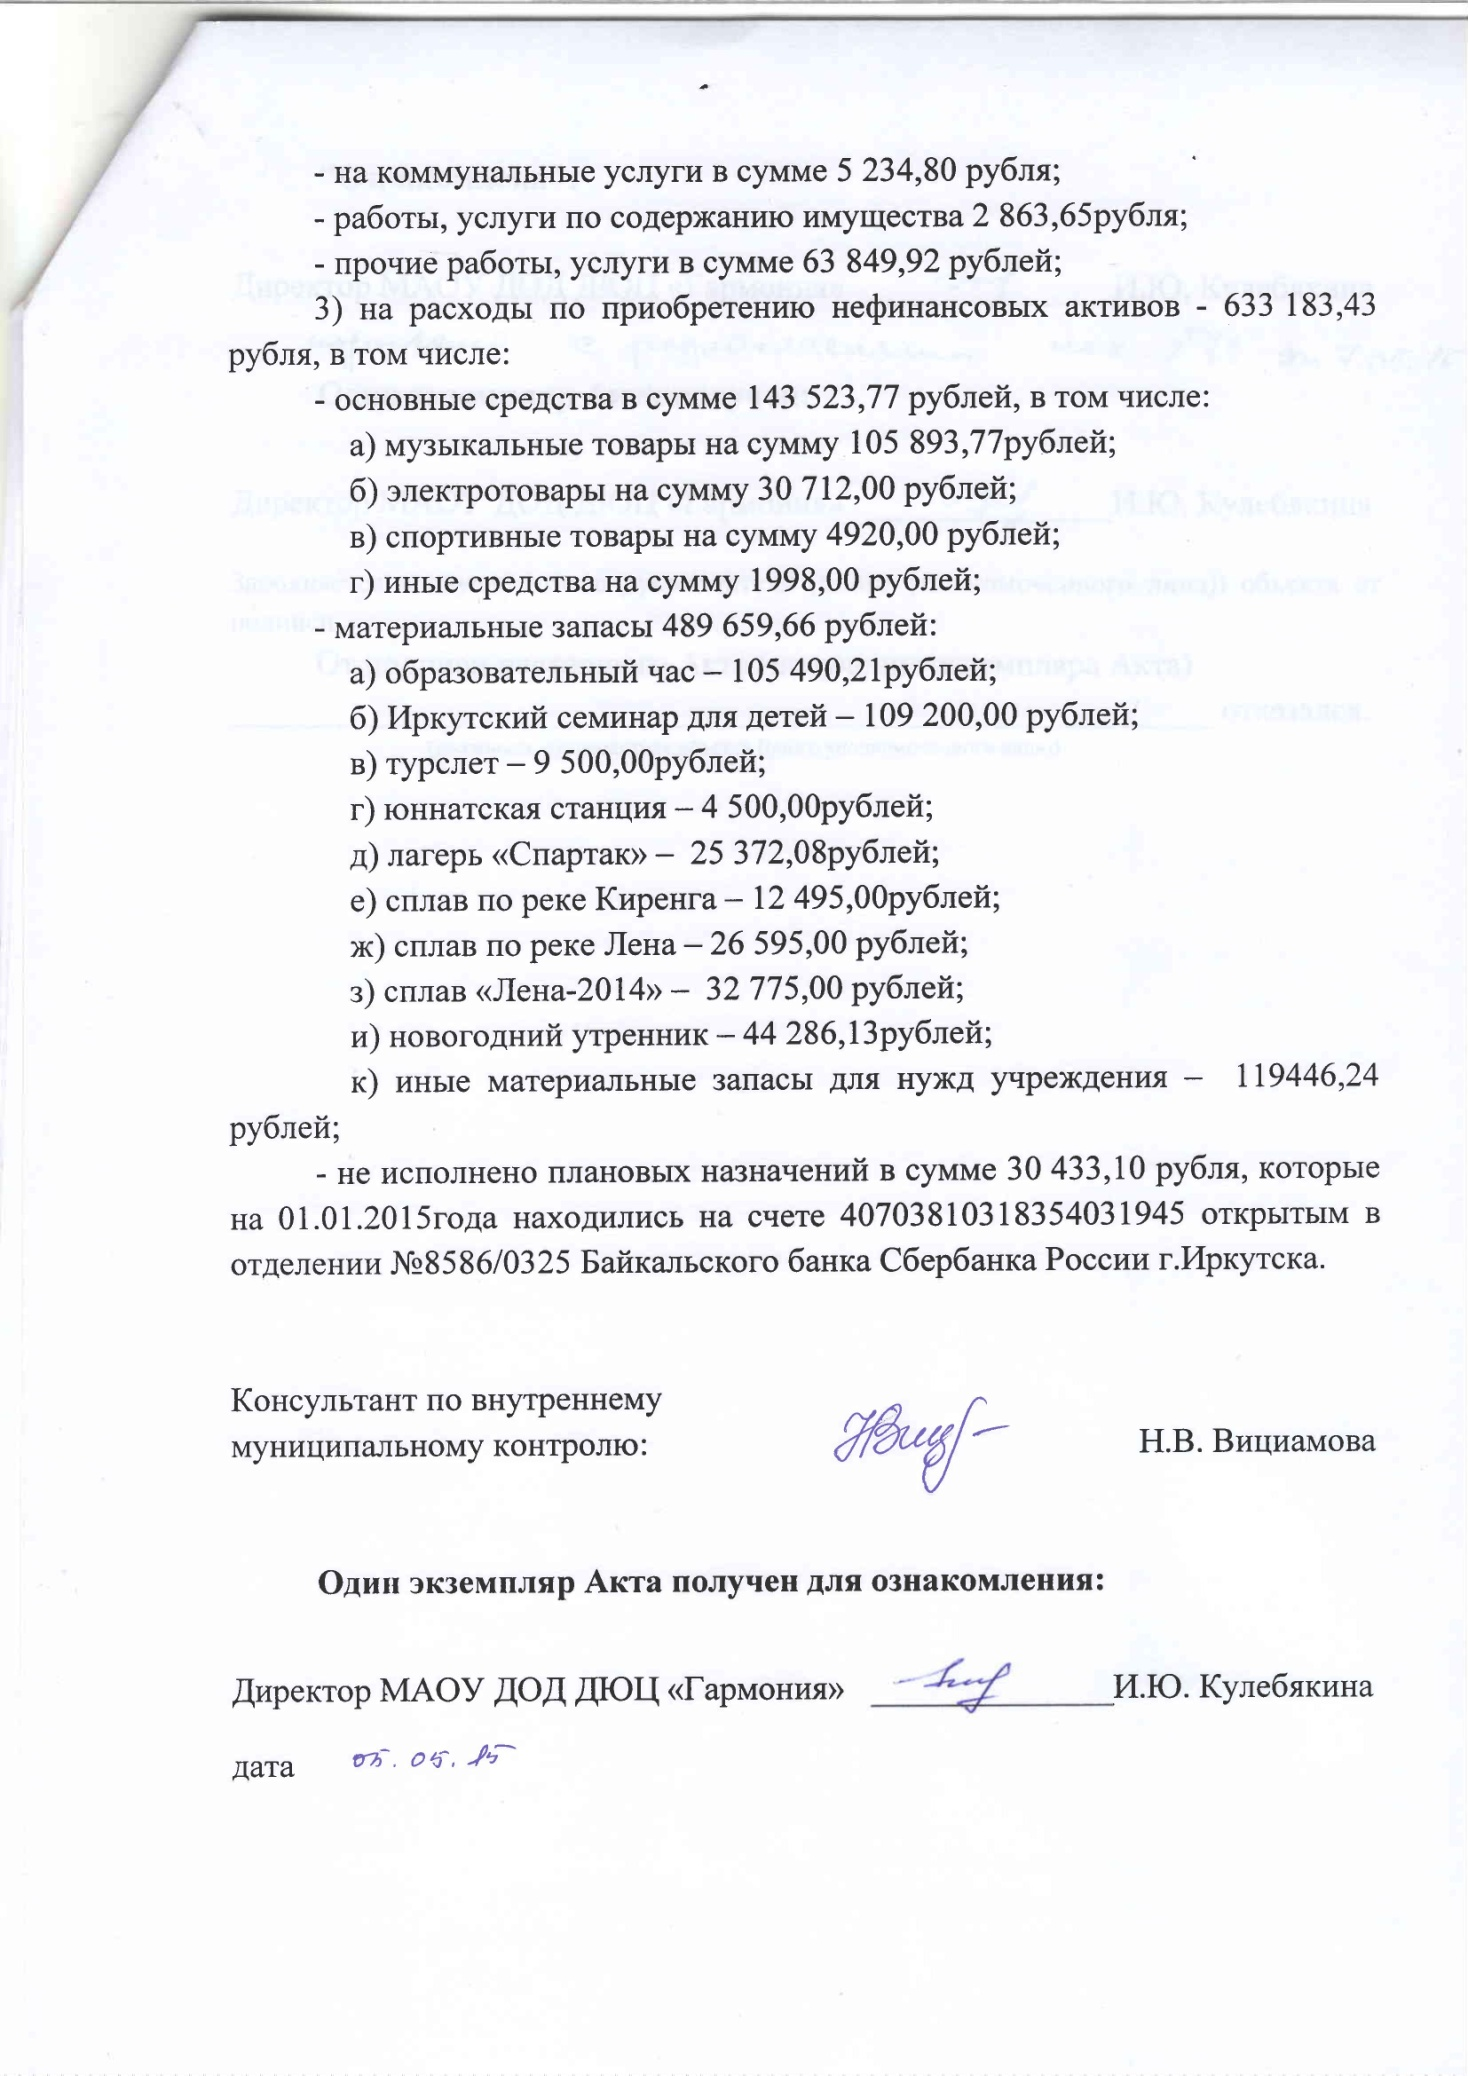 - на коммунальные услуги в сумме 5 234,80 рубля;
- работы, услуги по содержанию имущества 2 863,65рубля;
- прочие работы, услуги в сумме 63 849,92 рублей;
3) на расходы по приобретению нефинансовых активов - 633 183,43
рубля, в том числе:
- основные средства в сумме 143 523,77 рублей, в том числе:
а) музыкальные товары на сумму 105 893,77рублей;
б) электротовары на сумму 30 712,00 рублей;
в) спортивные товары на сумму 4920,00 рублей;
г) иные средства на сумму 1998,00 рублей;
- материальные запасы 489 659,66 рублей:
а) образовательный час – 105 490,21рублей;
б) Иркутский семинар для детей – 109 200,00 рублей;
в) турслет – 9 500,00рублей;
г) юннатская станция – 4 500,00рублей;
д) лагерь «Спартак» – 25 372,08рублей;
е) сплав по реке Киренга – 12 495,00рублей;
ж) сплав по реке Лена – 26 595,00 рублей;
з) сплав «Лена-2014» – 32 775,00 рублей;
и) новогодний утренник – 44 286,13рублей;
к) иные материальные запасы для нужд учреждения – 119446,24
рублей;
- не исполнено плановых назначений в сумме 30 433,10 рубля, которые
на 01.01.2015года находились на счете 40703810318354031945 открытым в
отделении №8586/0325 Байкальского банка Сбербанка России г.Иркутска.
Консультант по внутреннему
муниципальному контролю: Н.В. Вициамова
Один экземпляр Акта получен для ознакомления:
Директор МАОУ ДОД ДЮЦ «Гармония» И.Ю. Кулебякина
дата 05.05.15